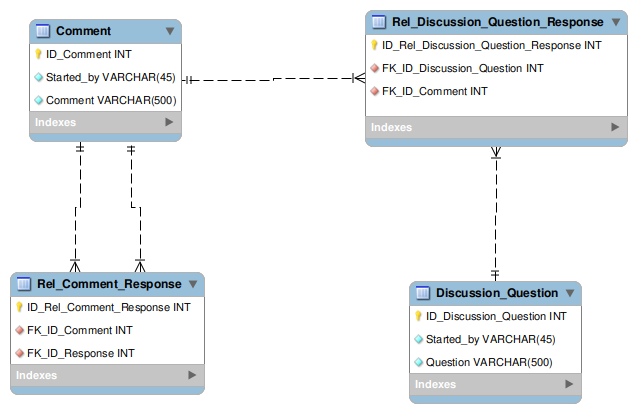 Comment
ID_Comment INT
Started_by VARCHAR(45)
Comment VARCHAR(500)
Indexes
Rel_Discussion_Question_Response
ID_Rel_Discussion_Question_Response INT
FK_ID_Discussion_Question INT
FK_ID_Comment INT
Indexes
Rel_Comment_Response
ID_Rel_Comment_Response INT
FK_ID_Comment INT
FK_ID_Response INT
Indexes
Discussion_Question
ID_Discussion_Question INT
Started_by VARCHAR(45)
Question VARCHAR(500)
Indexes